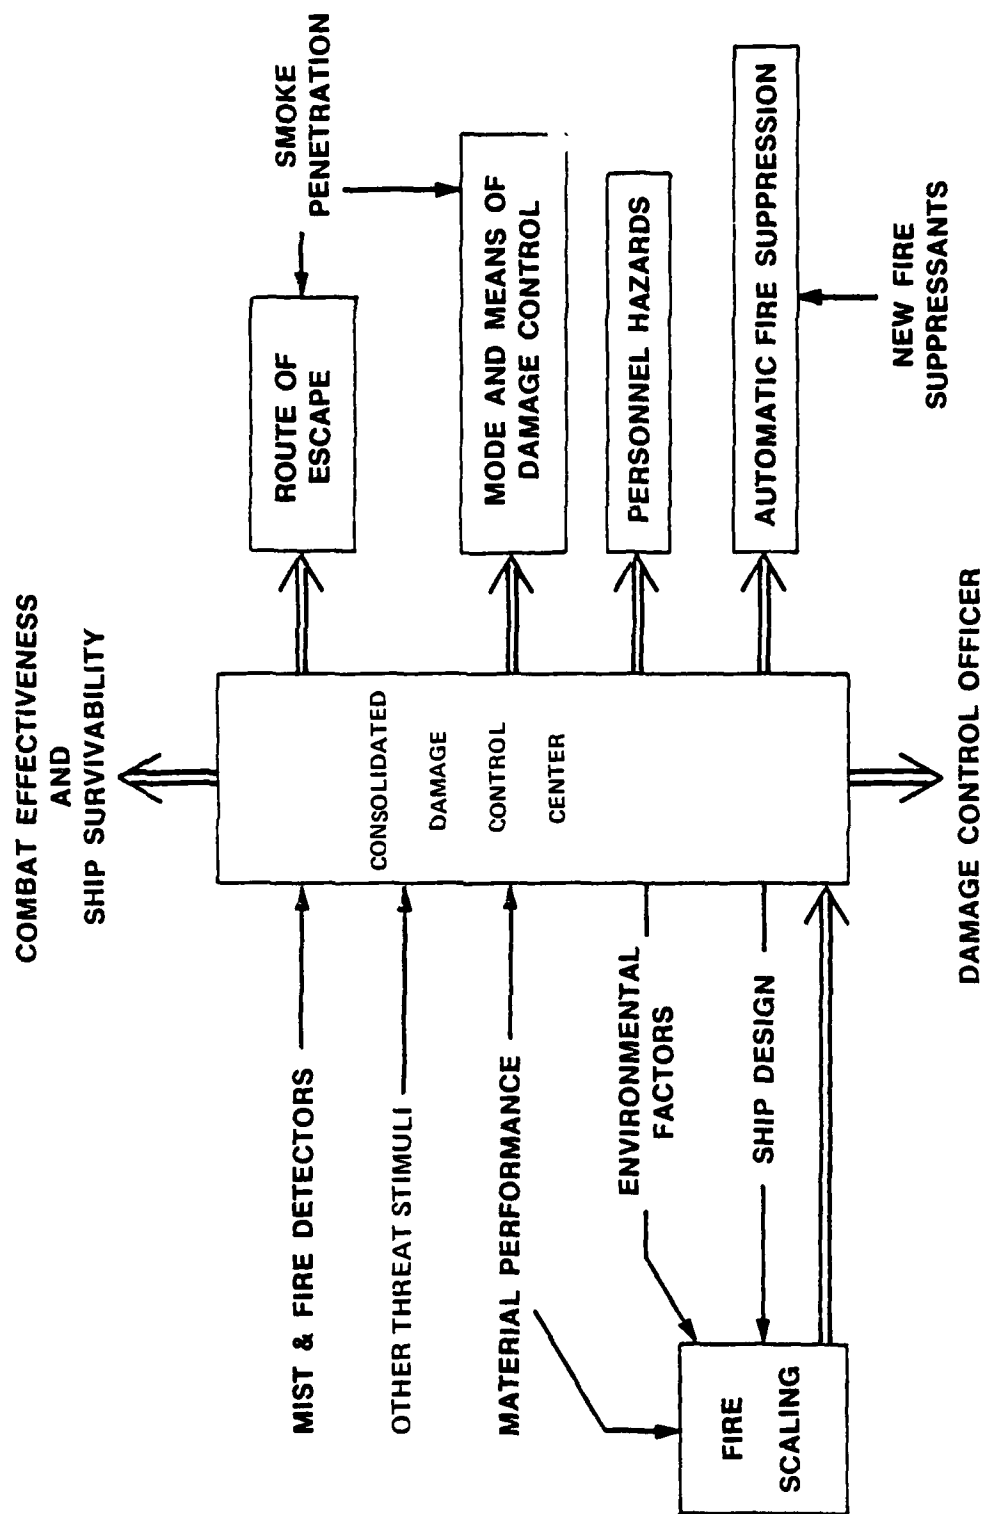 COMBAT EFFECTIVENESS
AND
SHIP SURVIVABILITY
MIST & FIRE DETECTORS
OTHER THREAT STIMULI
MATERIAL PERFORMANCE
ENVIRONMENTAL
FACTORS
SHIP DESIGN
FIRE
SCALING
CONSOLIDATED
DAMAGE
CONTROL
CENTER
SMOKE
PENETRATION
ROUTE OF
ESCAPE
MODE AND MEANS OF
DAMAGE CONTROL
PERSONNEL HAZARDS
AUTOMATIC FIRE SUPPRESSION
NEW FIRE
SUPPRESSANTS
DAMAGE CONTROL OFFICER